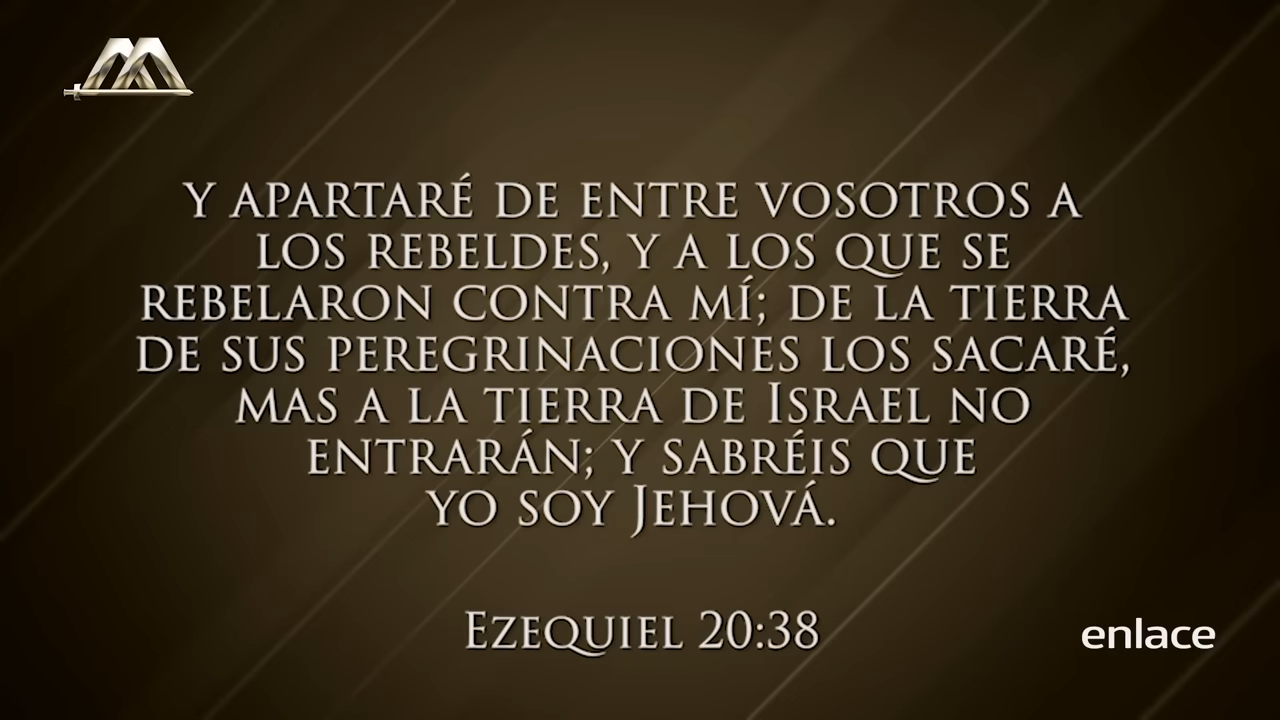 Y APARTARÉ DE ENTRE VOSOTROS A
LOS REBELDES, Y A LOS QUE SE
REBELARON CONTRA MÍ; DE LA TIERRA
DE SUS PEREGRINACIONES LOS SACARÉ,
MAS A LA TIERRA DE ISRAEL NO
ENTRARÁN; Y SABRÉIS QUE
YO SOY JEHOVÁ.
EZEQUIEL 20:38
enlace